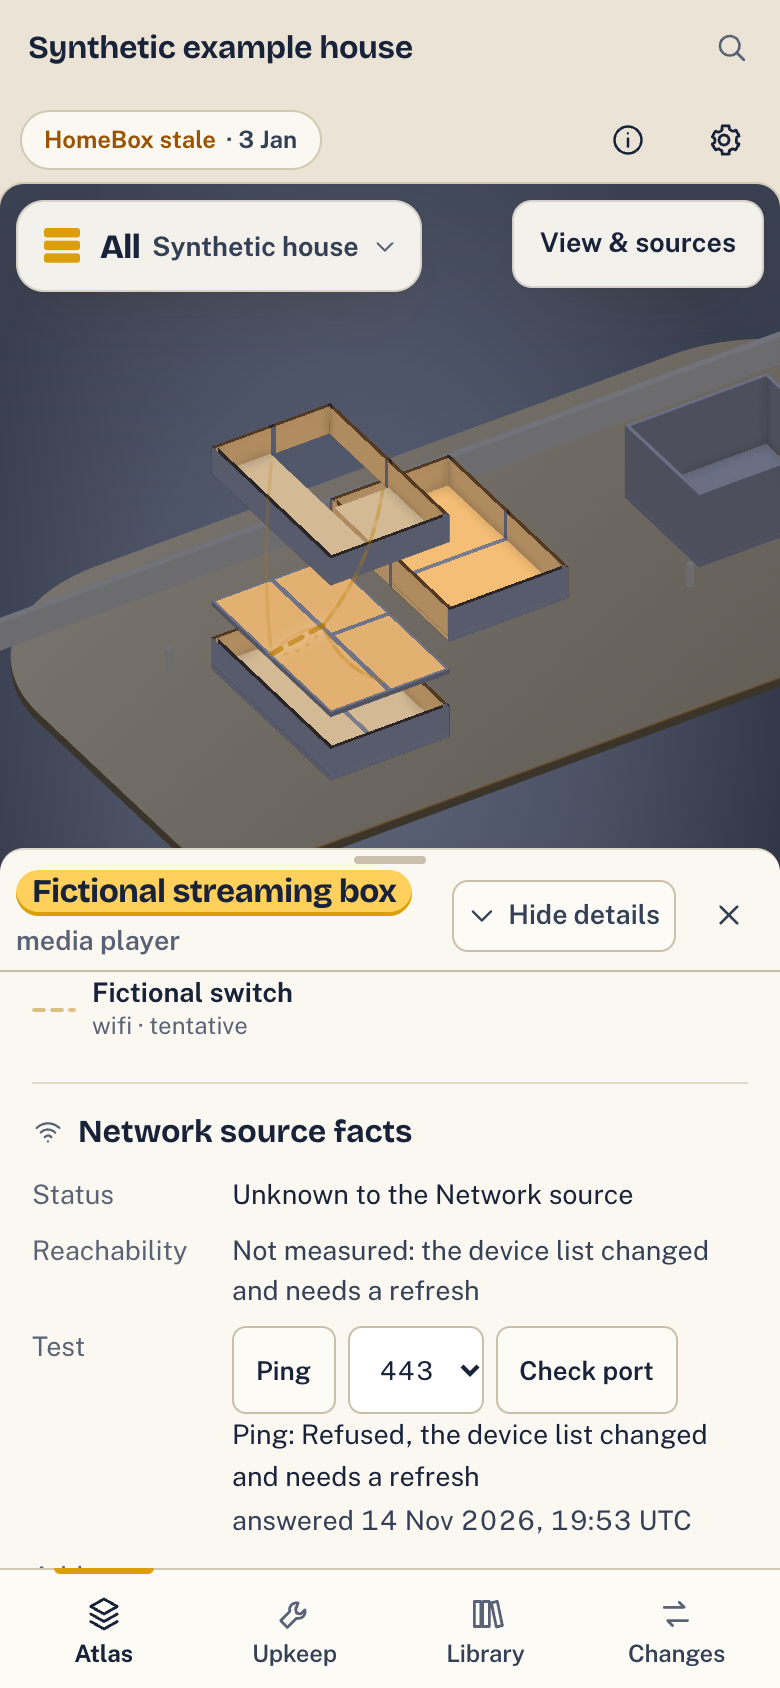 Synthetic example house
HomeBox stale · 3 Jan
All Synthetic house
View & sources
Fictional streaming box
media player
Hide details
Fictional switch
wifi · tentative
Network source facts
Status
Unknown to the Network source
Reachability
Not measured: the device list changed
and needs a refresh
Test
Ping
443
Check port
Ping: Refused, the device list changed
and needs a refresh
answered 14 Nov 2026, 19:53 UTC
Atlas
Upkeep
Library
Changes